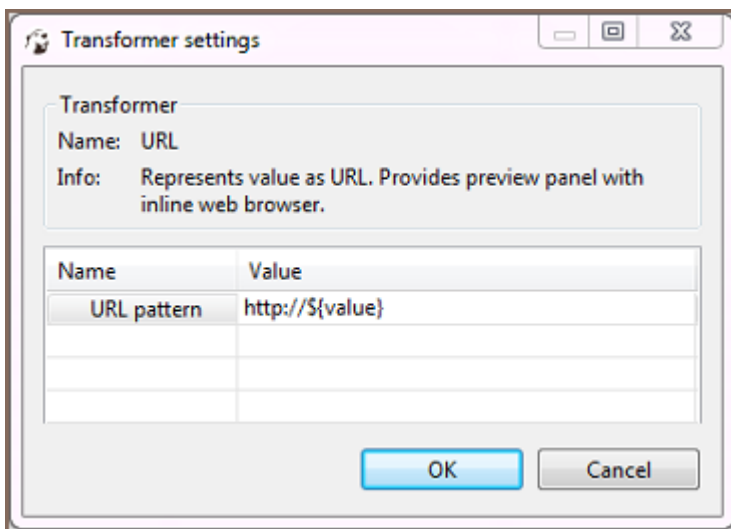 Transformer settings
Transformer
Name: URL
Info: Represents value as URL. Provides preview panel with
inline web browser.
Name Value
URL pattern http://${value}
OK Cancel